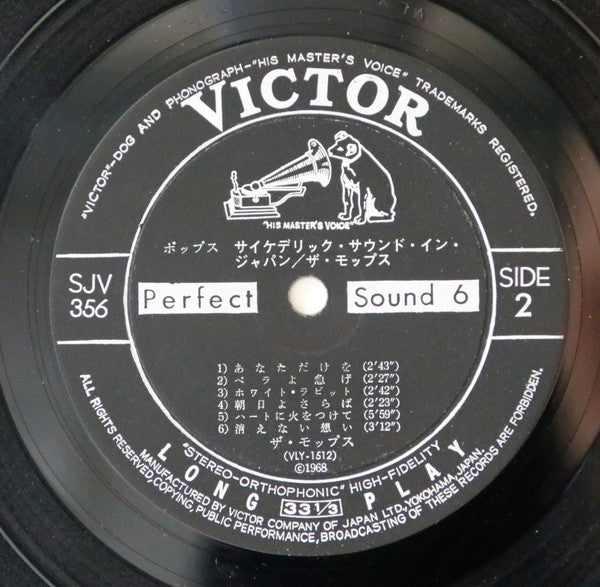 "VICTOR"-DOG AND PHONOGRAPH-"HIS MASTER'S VOICE" TRADEMARKS REGISTERED.
VICTOR
"HIS MASTER'S VOICE"
ポップス サイケデリック・サウンド・イン・
ジャパン/ザ・モップス
SJV
356
Perfect Sound 6
SIDE
2
1) あなただけを (2'43")
2) ベラよ急げ (2'27")
3) ホワイト・ラビット (2'42")
4) 朝日よさらば (2'23")
5) ハートに火をつけて (5'59")
6) 消えない想い (3'12")
ザ・モップス
(VLY-1512)
©1968
"STEREO-ORTHOPHONIC" HIGH-FIDELITY
LONG 33 1/3 PLAY
MANUFACTURED BY VICTOR COMPANY OF JAPAN LTD. YOKOHAMA, JAPAN.
ALL RIGHTS RESERVED, COPYING, PUBLIC PERFORMANCE, BROADCASTING OF THESE RECORDS ARE FORBIDDEN.